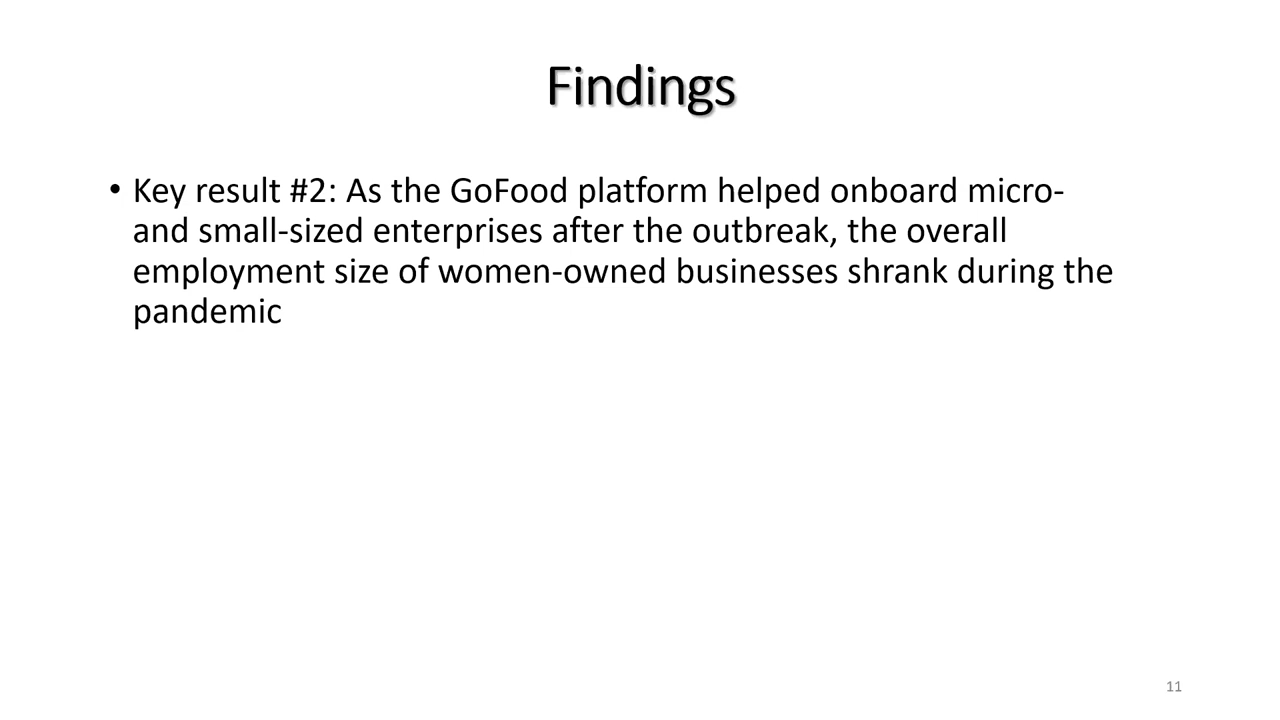 Findings
• Key result #2: As the GoFood platform helped onboard micro-
and small-sized enterprises after the outbreak, the overall
employment size of women-owned businesses shrank during the
pandemic
11